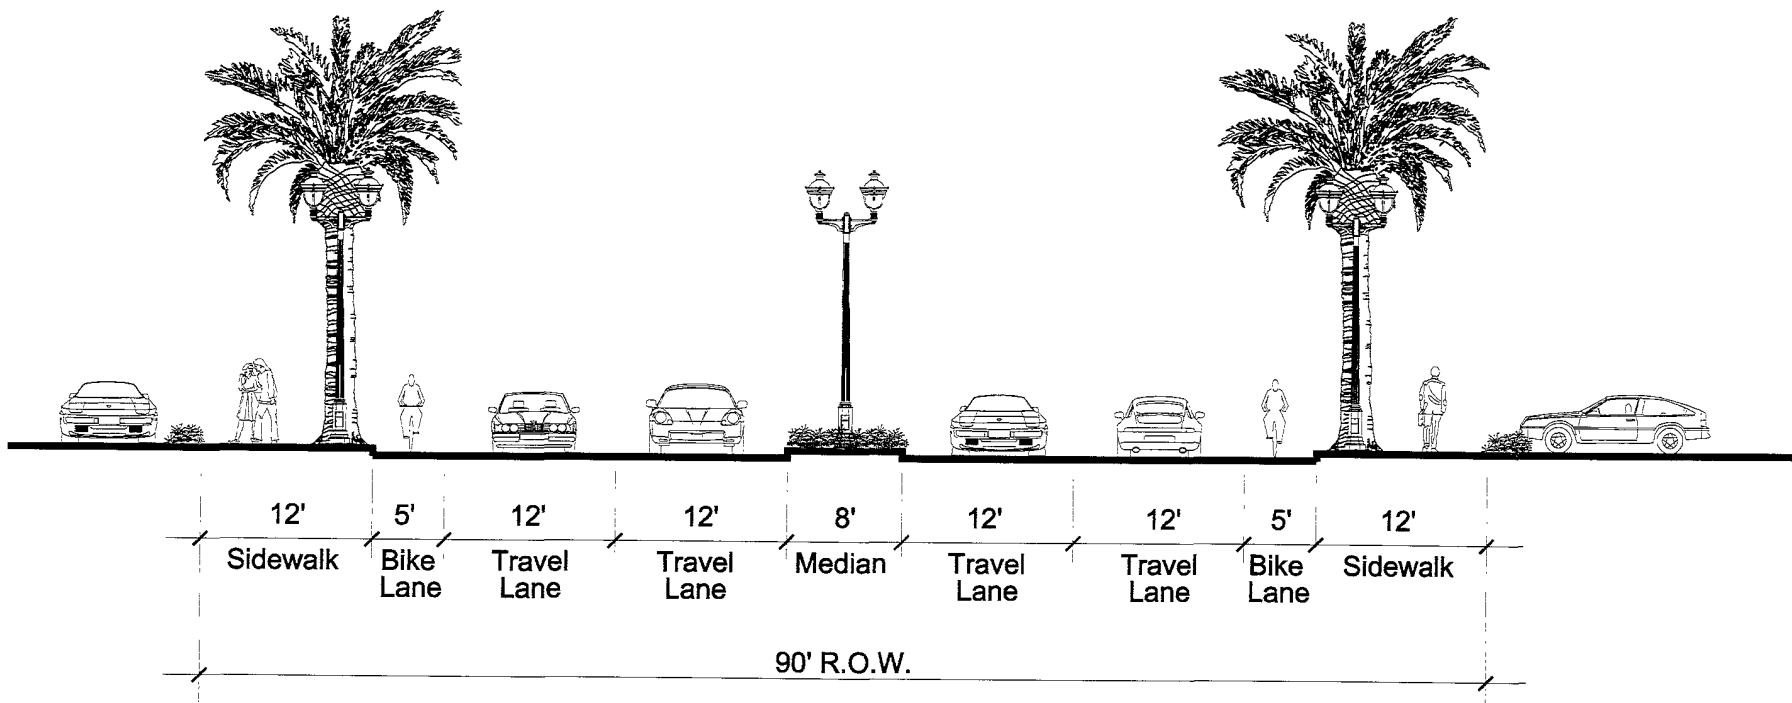 12' 5' 12' 12' 8' 12' 12' 5' 12'
Sidewalk Bike Travel Travel Median Travel Travel Bike Sidewalk
Lane Lane Lane Lane Lane Lane
90' R.O.W.